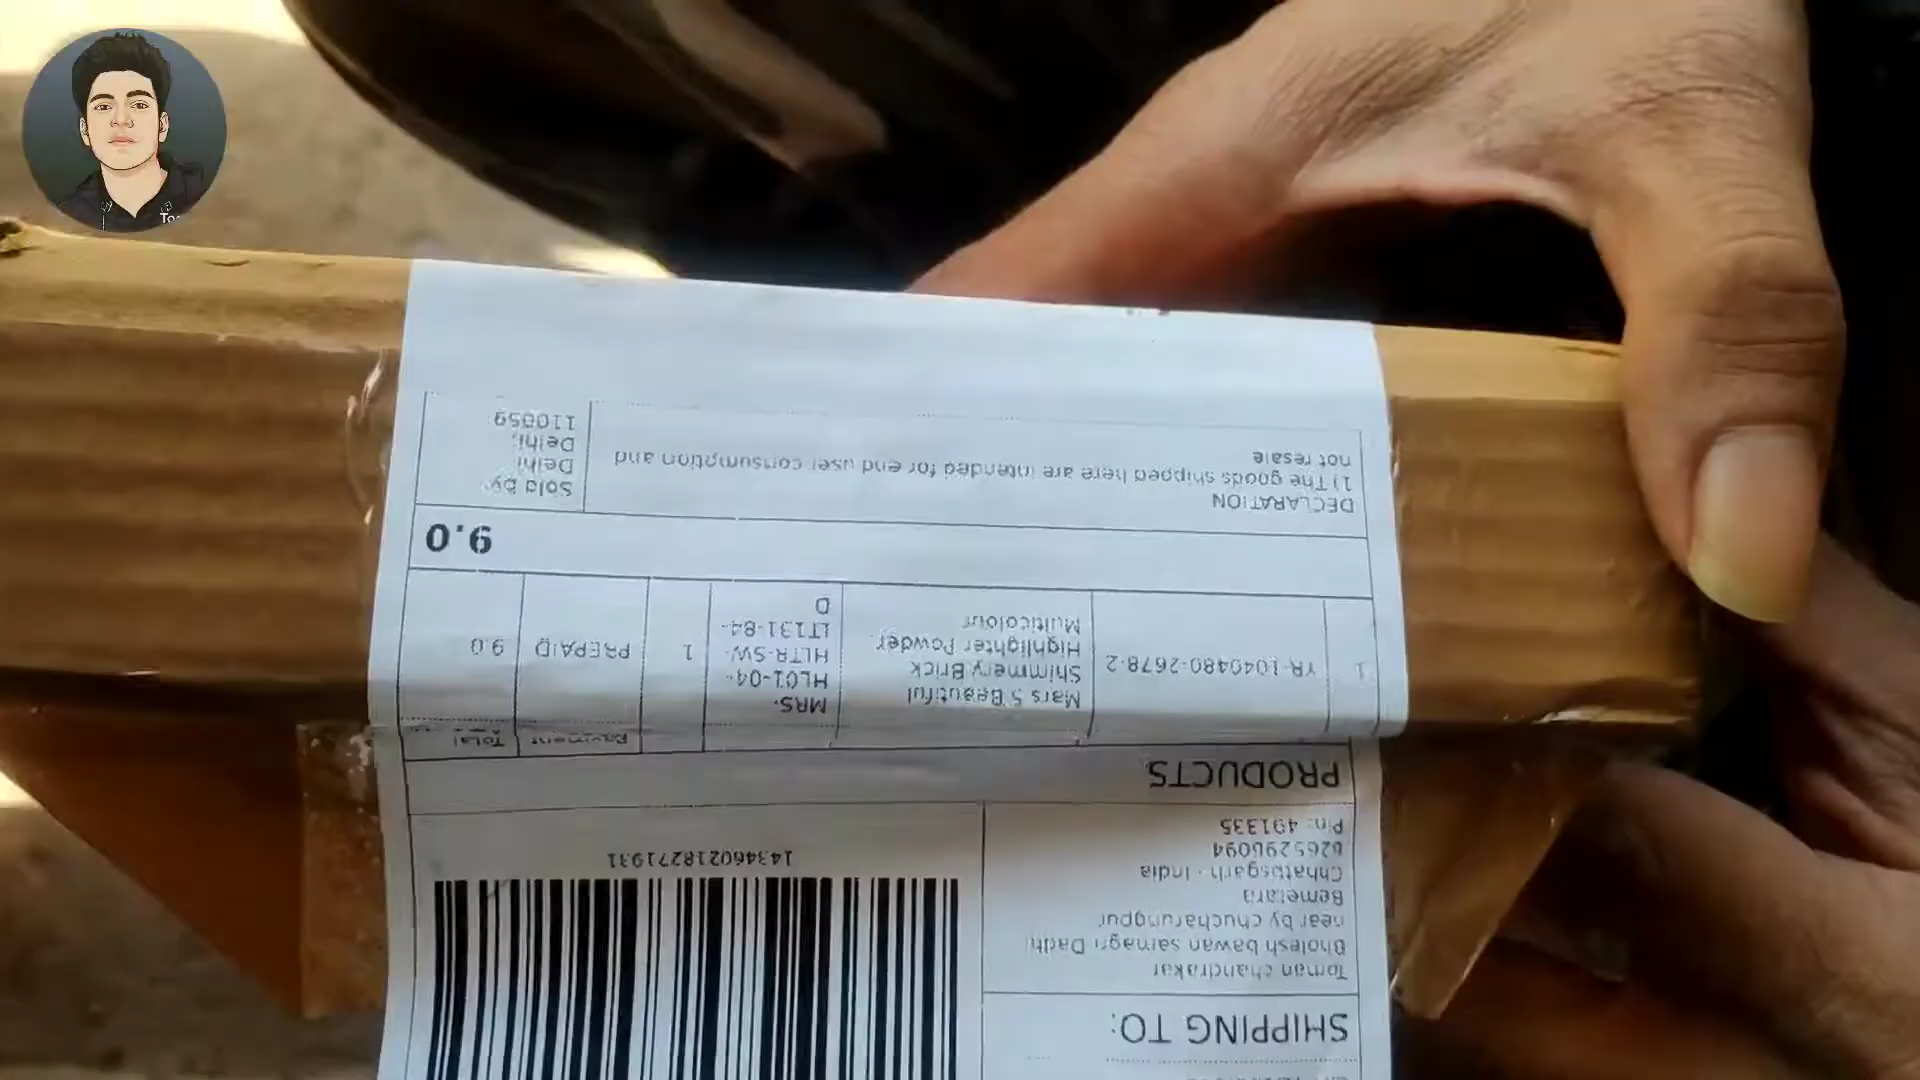 SHIPPING TO:
Toman chandrakar
Bholesh bawan samagri Dadhi
near by chucharungpur
Bemetara
Chhattisgarh - India
6265296094
Pin: 491335
14346021827​1931
PRODUCTS
Payment Total
1
YR-1040480-2678-2
Mars 5 Beautiful
Shimmery Brick
Highlighter Powder
Multicolour
MRS-
HL01-04-
HLTR-SW-
LT131-84-
D
1
PREPAID
9.0
9.0
DECLARATION
1) The goods shipped here are intended for end user consumption and
not resale
Sold by:
Delhi
Delhi,
110059
To